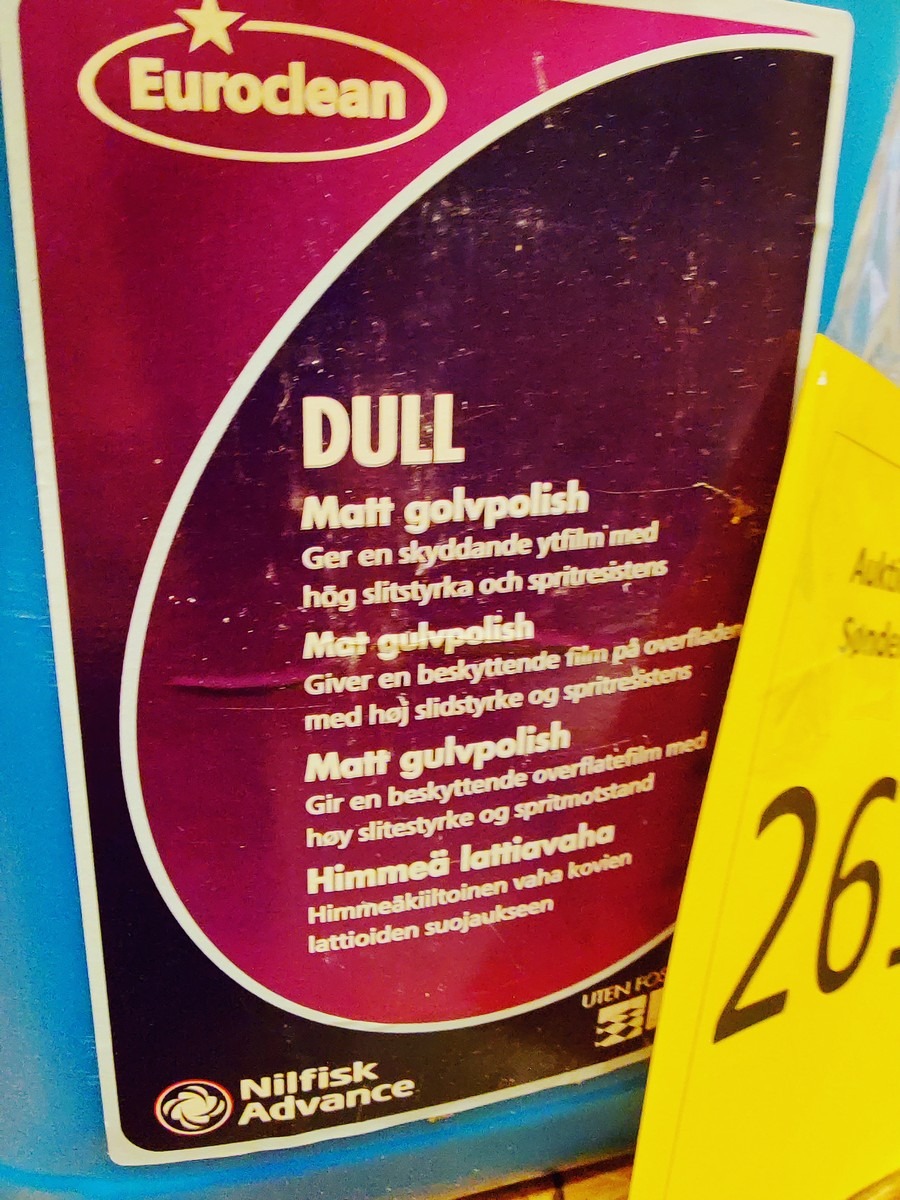 Euroclean
DULL
Matt golvpolish
Ger en skyddande ytfilm med
hög slitstyrka och spritresistens
Mat gulvpolish
Giver en beskyttende film på overfladen
med høj slidstyrke og spritresistens
Matt gulvpolish
Gir en beskyttende overflatefilm med
høy slitestyrke og spritmotstand
Himmeä lattiavaha
Himmeäkiiltoinen vaha kovien
lattioiden suojaukseen
UTEN FOS
Nilfisk
Advance
26